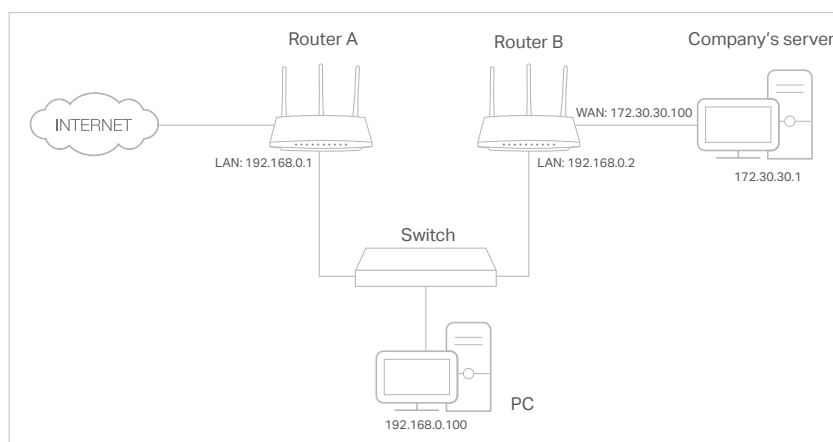 Router A
Router B
Company's server
INTERNET
WAN: 172.30.30.100
LAN: 192.168.0.1
LAN: 192.168.0.2
172.30.30.1
Switch
PC
192.168.0.100